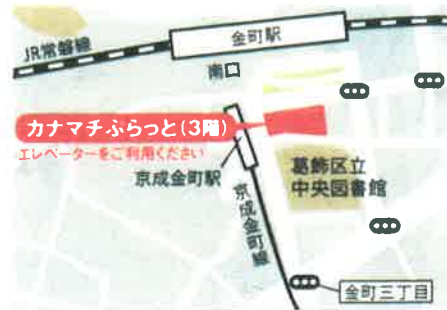 金町駅
JR常磐線
南口
カナマチぷらっと(3階)
エレベーターをご利用ください
京成金町駅
葛飾区立
中央図書館
京成金町線
金町三丁目